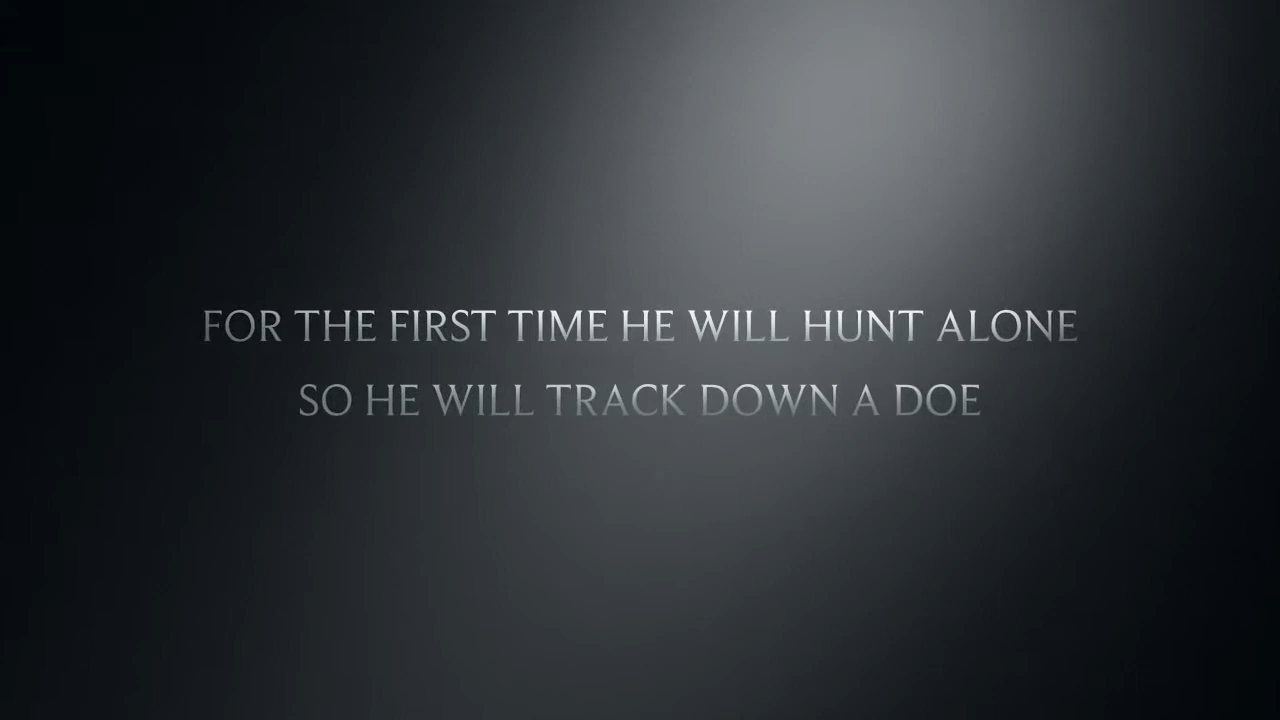 FOR THE FIRST TIME HE WILL HUNT ALONE
SO HE WILL TRACK DOWN A DOE